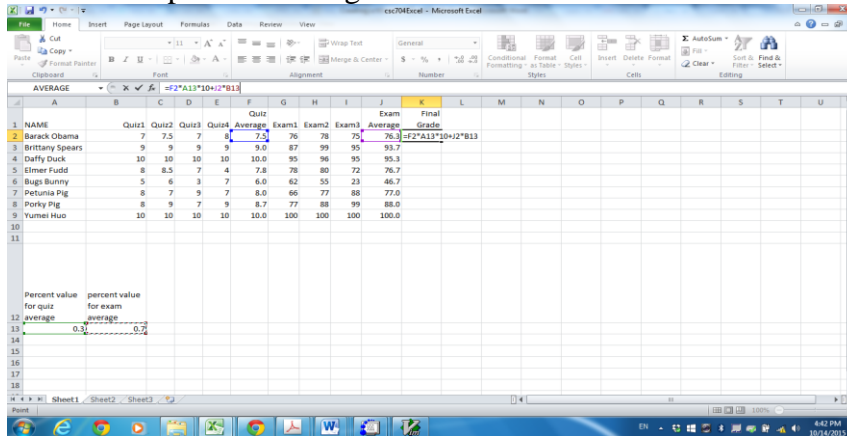 csc704Excel - Microsoft Excel
File Home Insert Page Layout Formulas Data Review View
Cut
Copy
Format Painter
Paste
Clipboard
11 A A
B I U
Font
Wrap Text
Merge & Center
Alignment
General
$ % , .0 .00
Number
Conditional Formatting
Format as Table
Cell Styles
Styles
Insert Delete Format
Cells
Σ AutoSum
Fill
Clear
Sort & Filter
Find & Select
Editing
AVERAGE fx =F2*A13*10+J2*B13
A B C D E F G H I J K L M N O P Q R S T U
1 NAME Quiz1 Quiz2 Quiz3 Quiz4 Quiz Average Exam1 Exam2 Exam3 Exam Average Final Grade
2 Barack Obama 7 7.5 7 8 7.5 76 78 75 76.3 =F2*A13*10+J2*B13
3 Brittany Spears 9 9 9 9 9.0 87 99 95 93.7
4 Daffy Duck 10 10 10 10 10.0 95 96 95 95.3
5 Elmer Fudd 8 8.5 7 4 7.8 78 80 72 76.7
6 Bugs Bunny 5 6 3 7 6.0 62 55 23 46.7
7 Petunia Pig 8 7 9 7 8.0 66 77 88 77.0
8 Porky Pig 8 9 7 9 8.7 77 88 99 88.0
9 Yumei Huo 10 10 10 10 10.0 100 100 100 100.0
10
11
12 Percent value for quiz average percent value for exam average
13 0.3 0.7
14
15
16
17
18
Sheet1 Sheet2 Sheet3
Point 100%
EN 4:42 PM
10/14/2015